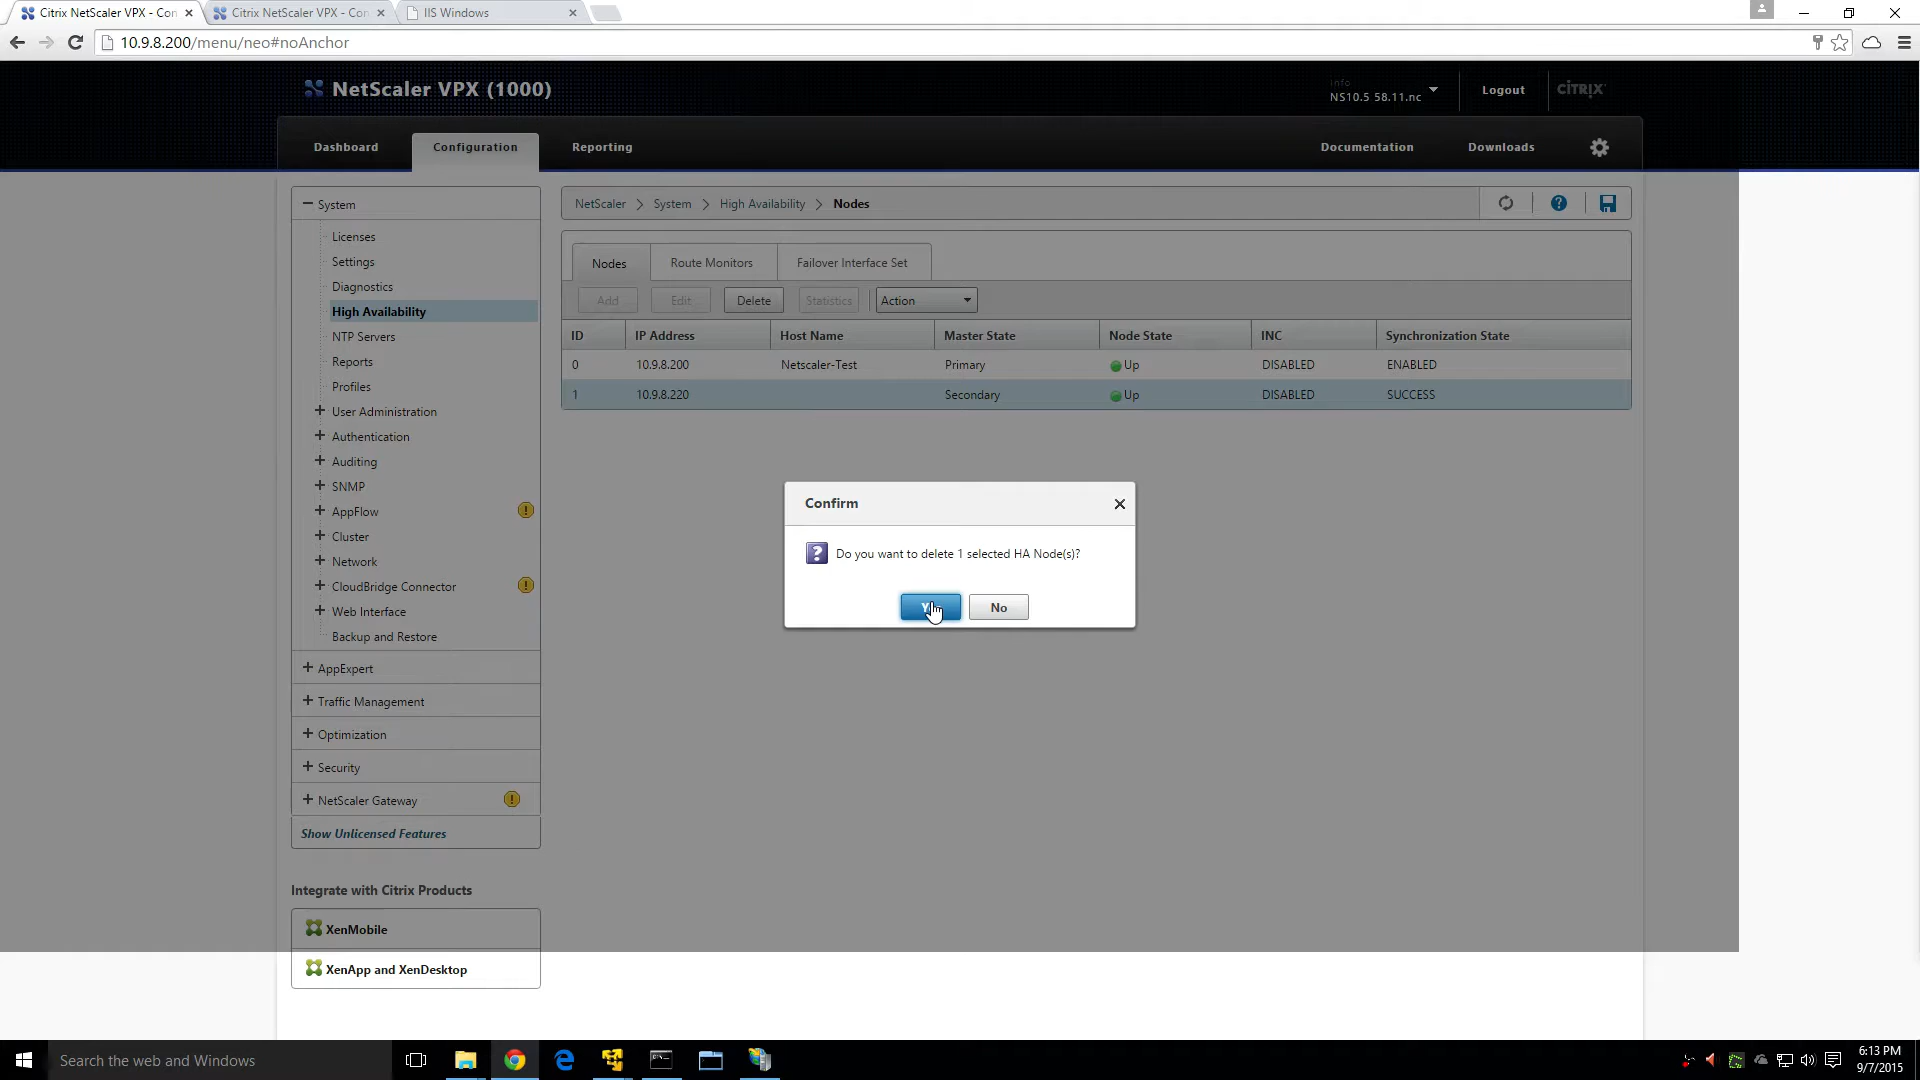 Citrix NetScaler VPX - Con
Citrix NetScaler VPX - Con
IIS Windows
10.9.8.200/menu/neo#noAnchor
NetScaler VPX (1000)
Info
NS10.5 58.11.nc
Logout
CITRIX
Dashboard
Configuration
Reporting
Documentation
Downloads
System
Licenses
Settings
Diagnostics
High Availability
NTP Servers
Reports
Profiles
User Administration
Authentication
Auditing
SNMP
AppFlow
Cluster
Network
CloudBridge Connector
Web Interface
Backup and Restore
AppExpert
Traffic Management
Optimization
Security
NetScaler Gateway
Show Unlicensed Features
Integrate with Citrix Products
XenMobile
XenApp and XenDesktop
NetScaler System High Availability Nodes
Nodes Route Monitors Failover Interface Set
Add Edit Delete Statistics Action
ID IP Address Host Name Master State Node State INC Synchronization State
0 10.9.8.200 Netscaler-Test Primary Up DISABLED ENABLED
1 10.9.8.220 Secondary Up DISABLED SUCCESS
Confirm
Do you want to delete 1 selected HA Node(s)?
No
Search the web and Windows
6:13 PM
9/7/2015